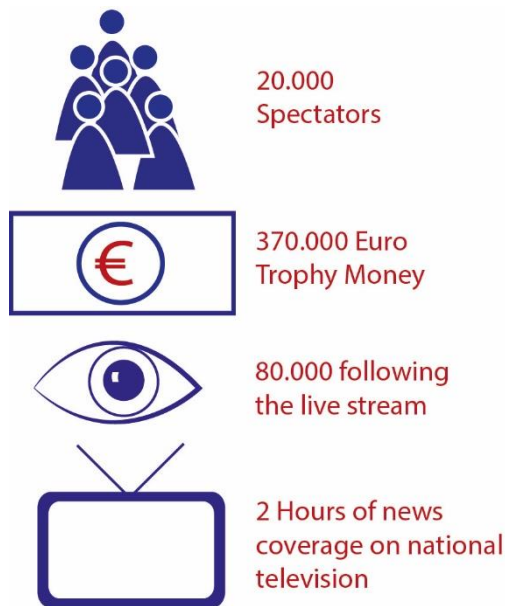 20.000
Spectators
€
370.000 Euro
Trophy Money
80.000 following
the live stream
2 Hours of news
coverage on national
television